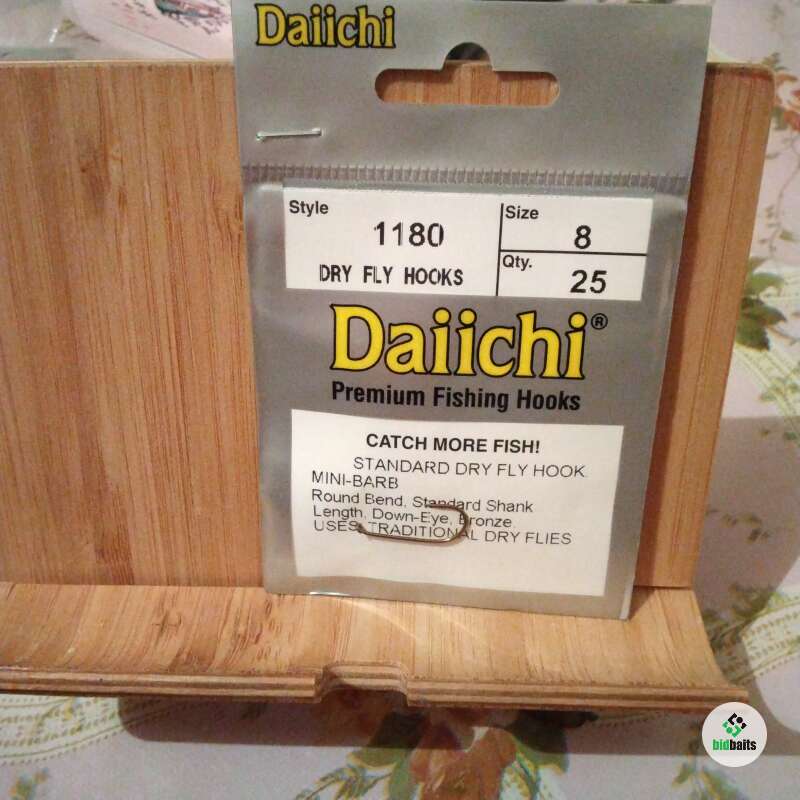 Daiichi
Style
1180
DRY FLY HOOKS
Size
8
Qty.
25
Daiichi®
Premium Fishing Hooks
CATCH MORE FISH!
STANDARD DRY FLY HOOK.
MINI-BARB
Round Bend, Standard Shank
Length, Down-Eye, Bronze.
USES: TRADITIONAL DRY FLIES
bidbaits